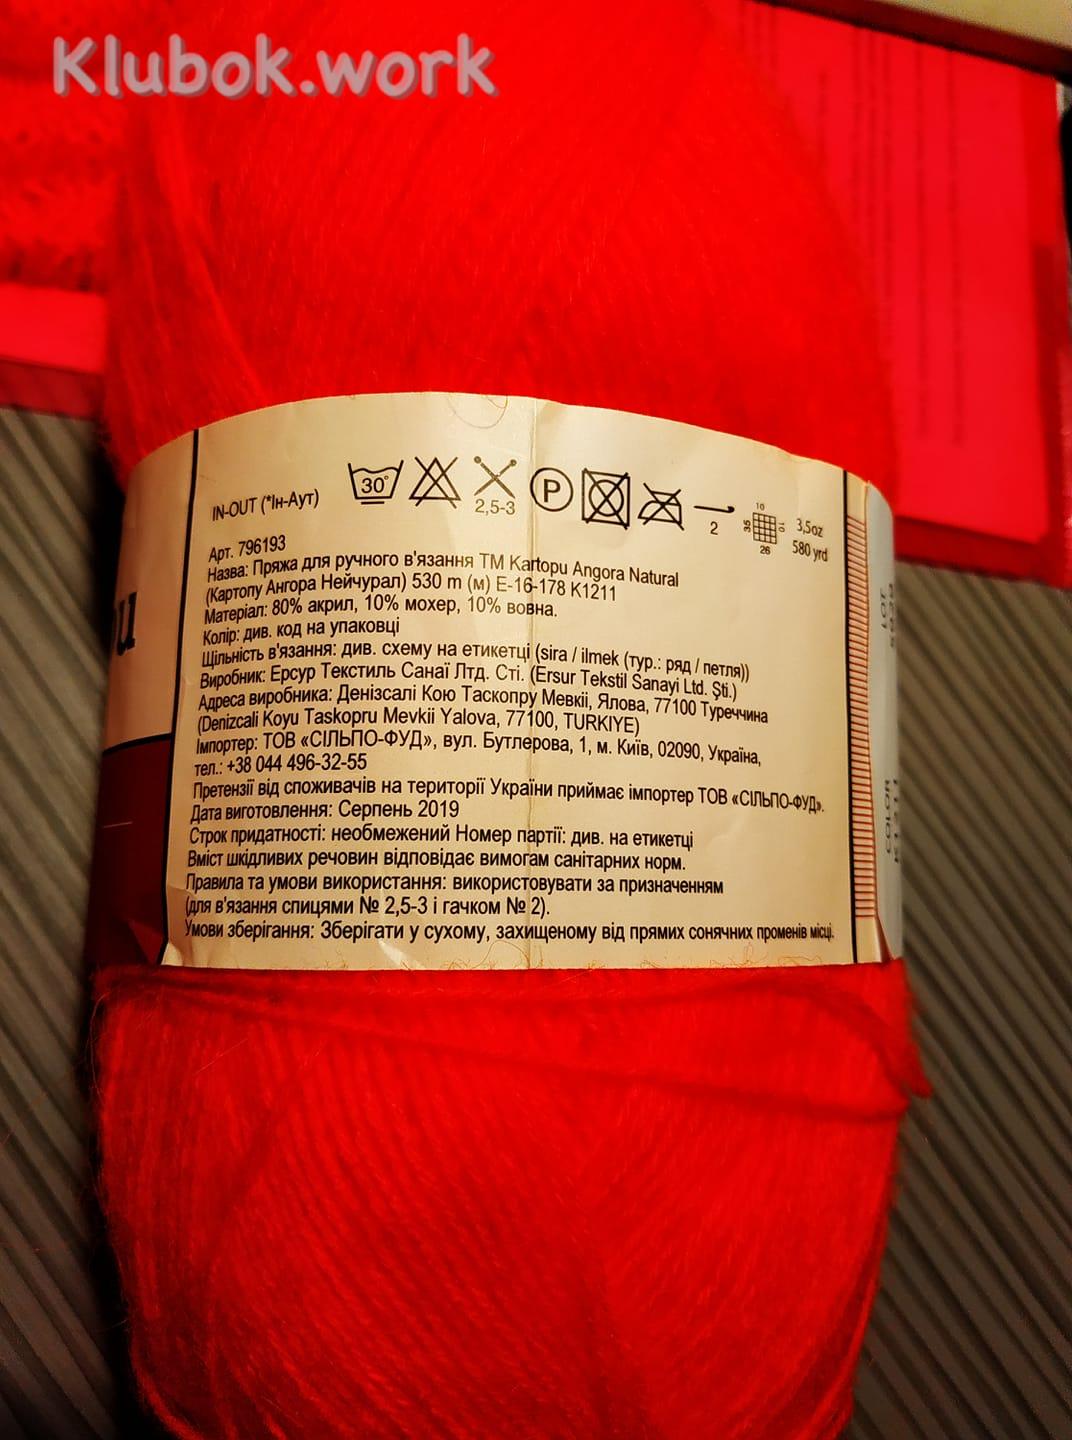 Klubok.work
IN-OUT (*Ін-Аут)
30°
2,5-3
P
2
10
35
10
26
3,5oz
580 yrd
Арт. 796193
Назва: Пряжа для ручного в'язання ТМ Kartopu Angora Natural
(Картопу Ангора Нейчурал) 530 m (м) E-16-178 K1211
Матеріал: 80% акрил, 10% мохер, 10% вовна.
Колір: див. код на упаковці
Щільність в'язання: див. схему на етикетці (sira / ilmek (тур.: ряд / петля))
Виробник: Ерсур Текстиль Санаї Лтд. Сті. (Ersur Tekstil Sanayi Ltd. Şti.)
Адреса виробника: Денізсалі Кою Таскопру Мевкіі, Ялова, 77100 Туреччина
(Denizcali Koyu Taskopru Mevkii Yalova, 77100, TURKIYE)
Імпортер: ТОВ «СІЛЬПО-ФУД», вул. Бутлерова, 1, м. Київ, 02090, Україна,
тел.: +38 044 496-32-55
Претензії від споживачів на території України приймає імпортер ТОВ «СІЛЬПО-ФУД».
Дата виготовлення: Серпень 2019
Строк придатності: необмежений Номер партії: див. на етикетці
Вміст шкідливих речовин відповідає вимогам санітарних норм.
Правила та умови використання: використовувати за призначенням
(для в'язання спицями № 2,5-3 і гачком № 2).
Умови зберігання: Зберігати у сухому, захищеному від прямих сонячних променів місці.